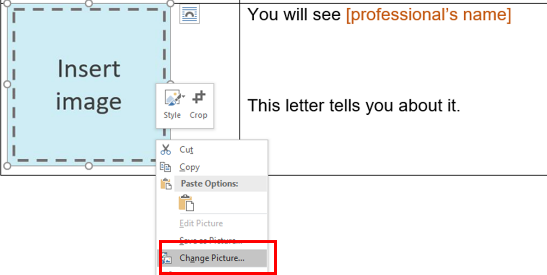 Insert
image
You will see [professional's name]
This letter tells you about it.
Style
Crop
Cut
Copy
Paste Options:
Edit Picture
Save as Picture...
Change Picture...